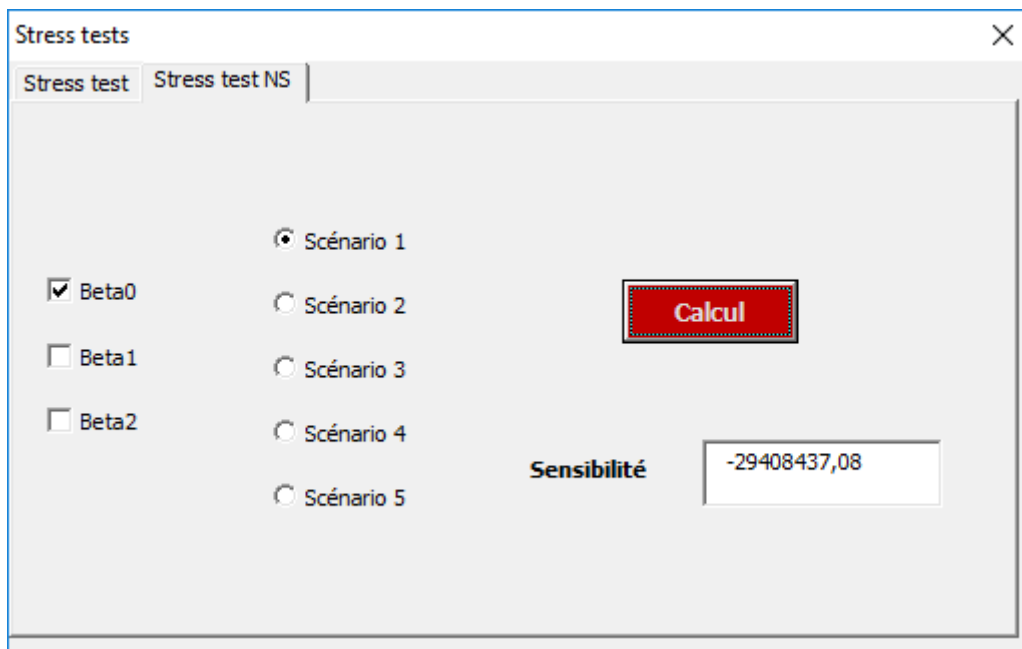 Stress tests
Stress test
Stress test NS
Scénario 1
Beta0
Scénario 2
Calcul
Beta1
Scénario 3
Beta2
Scénario 4
Sensibilité
-29408437,08
Scénario 5